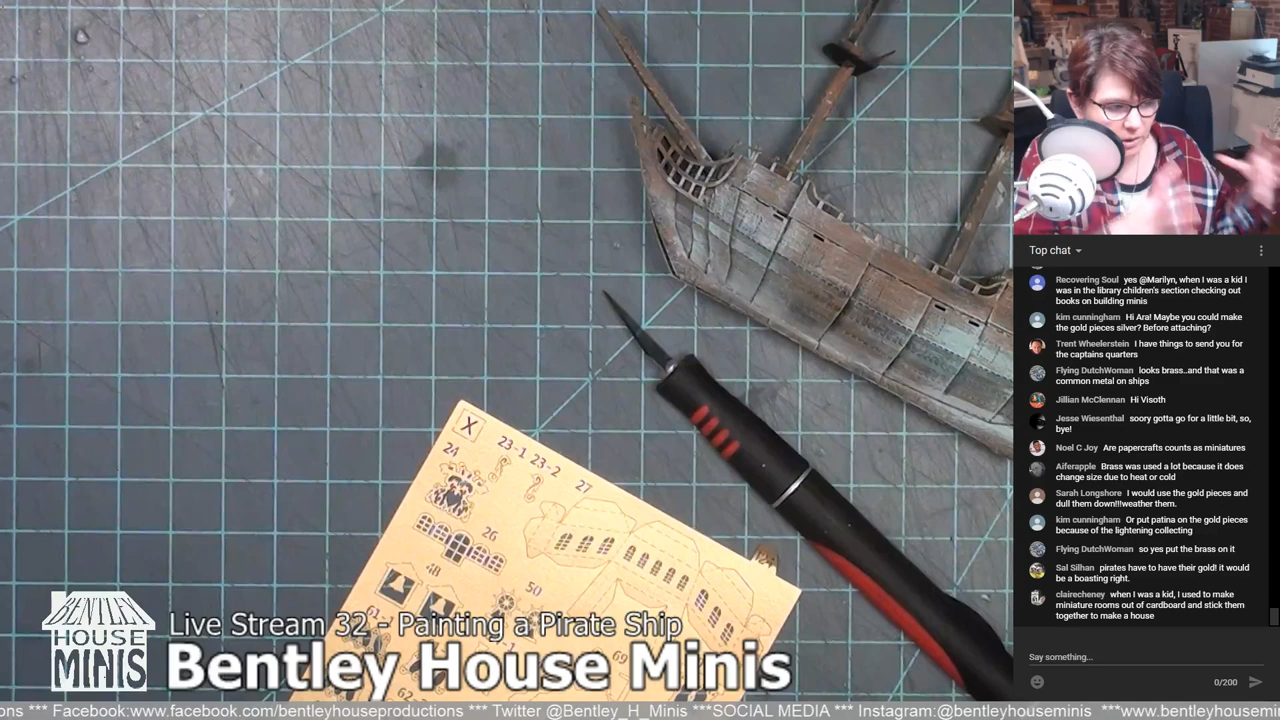 X
24
23-1 23-2
27
26
48
50
61
69
62
BENTLEY
HOUSE
MINIS
Live Stream 32 - Painting a Pirate Ship
Bentley House Minis
ons *** Facebook:www.facebook.com/bentleyhouseproductions *** Twitter @Bentley_H_Minis ***SOCIAL MEDIA *** Instagram:@bentleyhouseminis ***www.bentleyhousemini
Top chat
Recovering Soul yes @Marilyn, when I was a kid I
was in the library children's section checking out
books on building minis
kim cunningham Hi Ara! Maybe you could make
the gold pieces silver? Before attaching?
Trent Wheelerstein I have things to send you for
the captains quarters
Flying DutchWoman looks brass..and that was a
common metal on ships
Jillian McClennan Hi Visoth
Jesse Wiesenthal soory gotta go for a little bit, so,
bye!
Noel C Joy Are papercrafts counts as miniatures
Aiferapple Brass was used a lot because it does
change size due to heat or cold
Sarah Longshore I would use the gold pieces and
dull them down!!!weather them.
kim cunningham Or put patina on the gold pieces
because of the lightening collecting
Flying DutchWoman so yes put the brass on it
Sal Silhan pirates have to have their gold! it would
be a boasting right.
clairecheney when I was a kid, I used to make
miniature rooms out of cardboard and stick them
together to make a house
Say something...
0/200